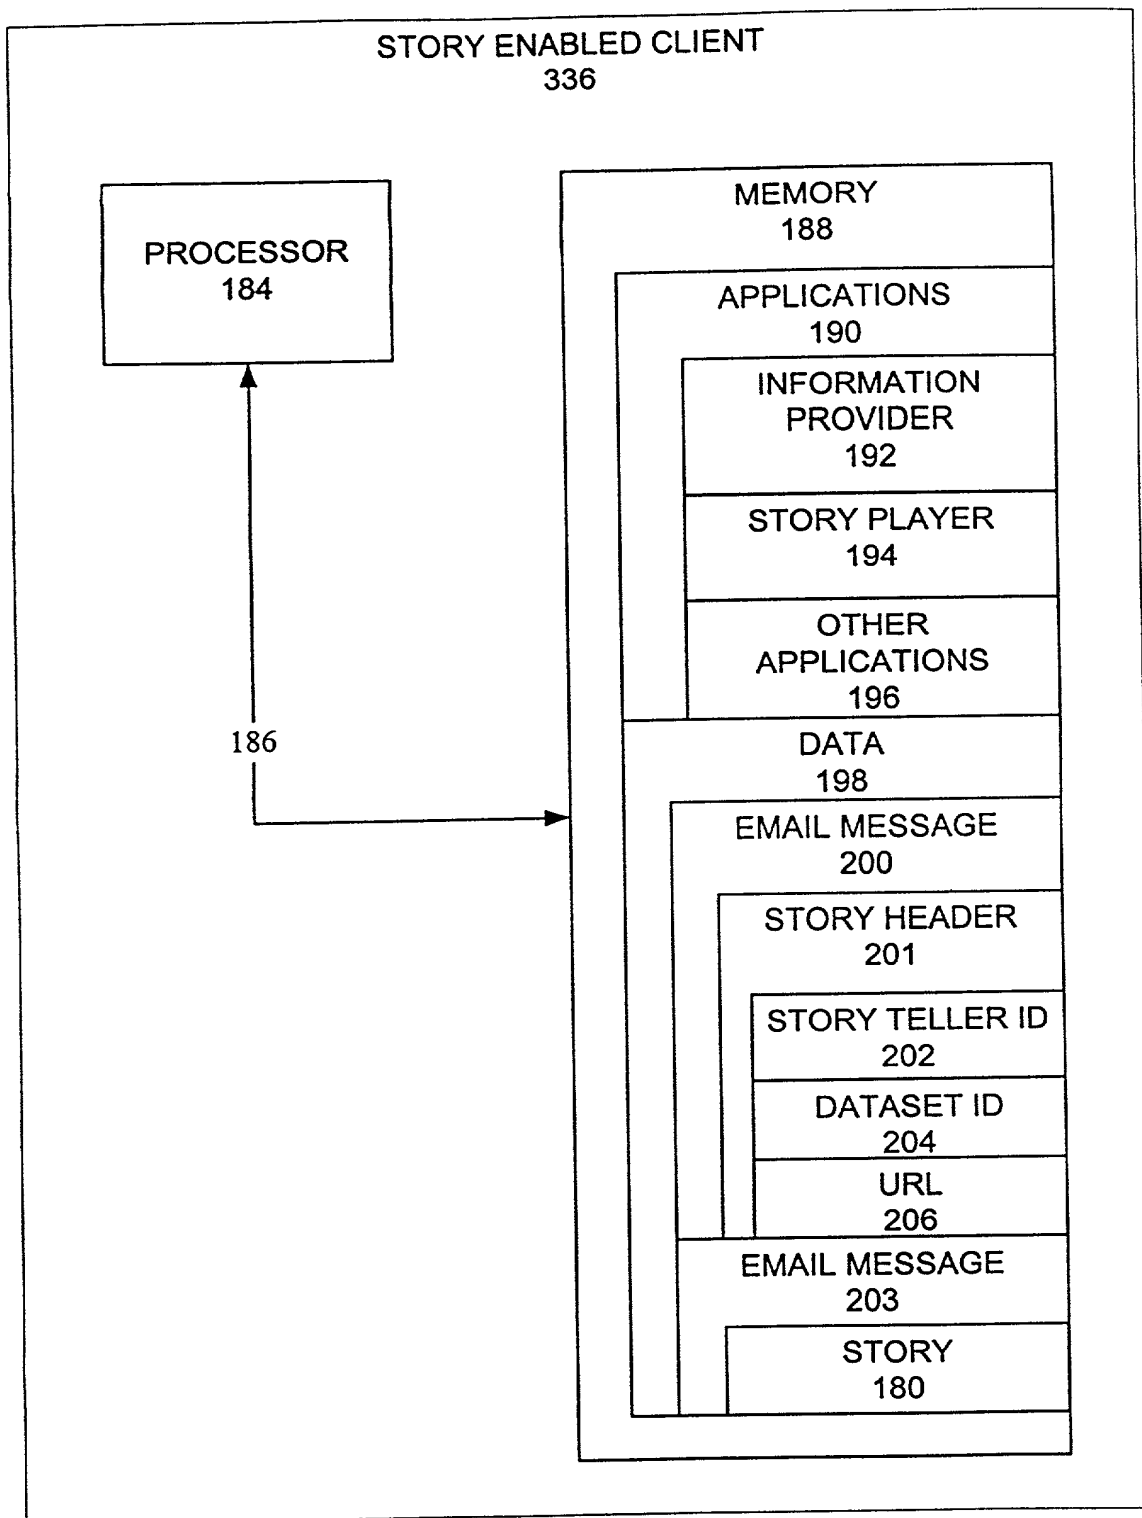 STORY ENABLED CLIENT
336
PROCESSOR
184
186
MEMORY
188
APPLICATIONS
190
INFORMATION
PROVIDER
192
STORY PLAYER
194
OTHER
APPLICATIONS
196
DATA
198
EMAIL MESSAGE
200
STORY HEADER
201
STORY TELLER ID
202
DATASET ID
204
URL
206
EMAIL MESSAGE
203
STORY
180